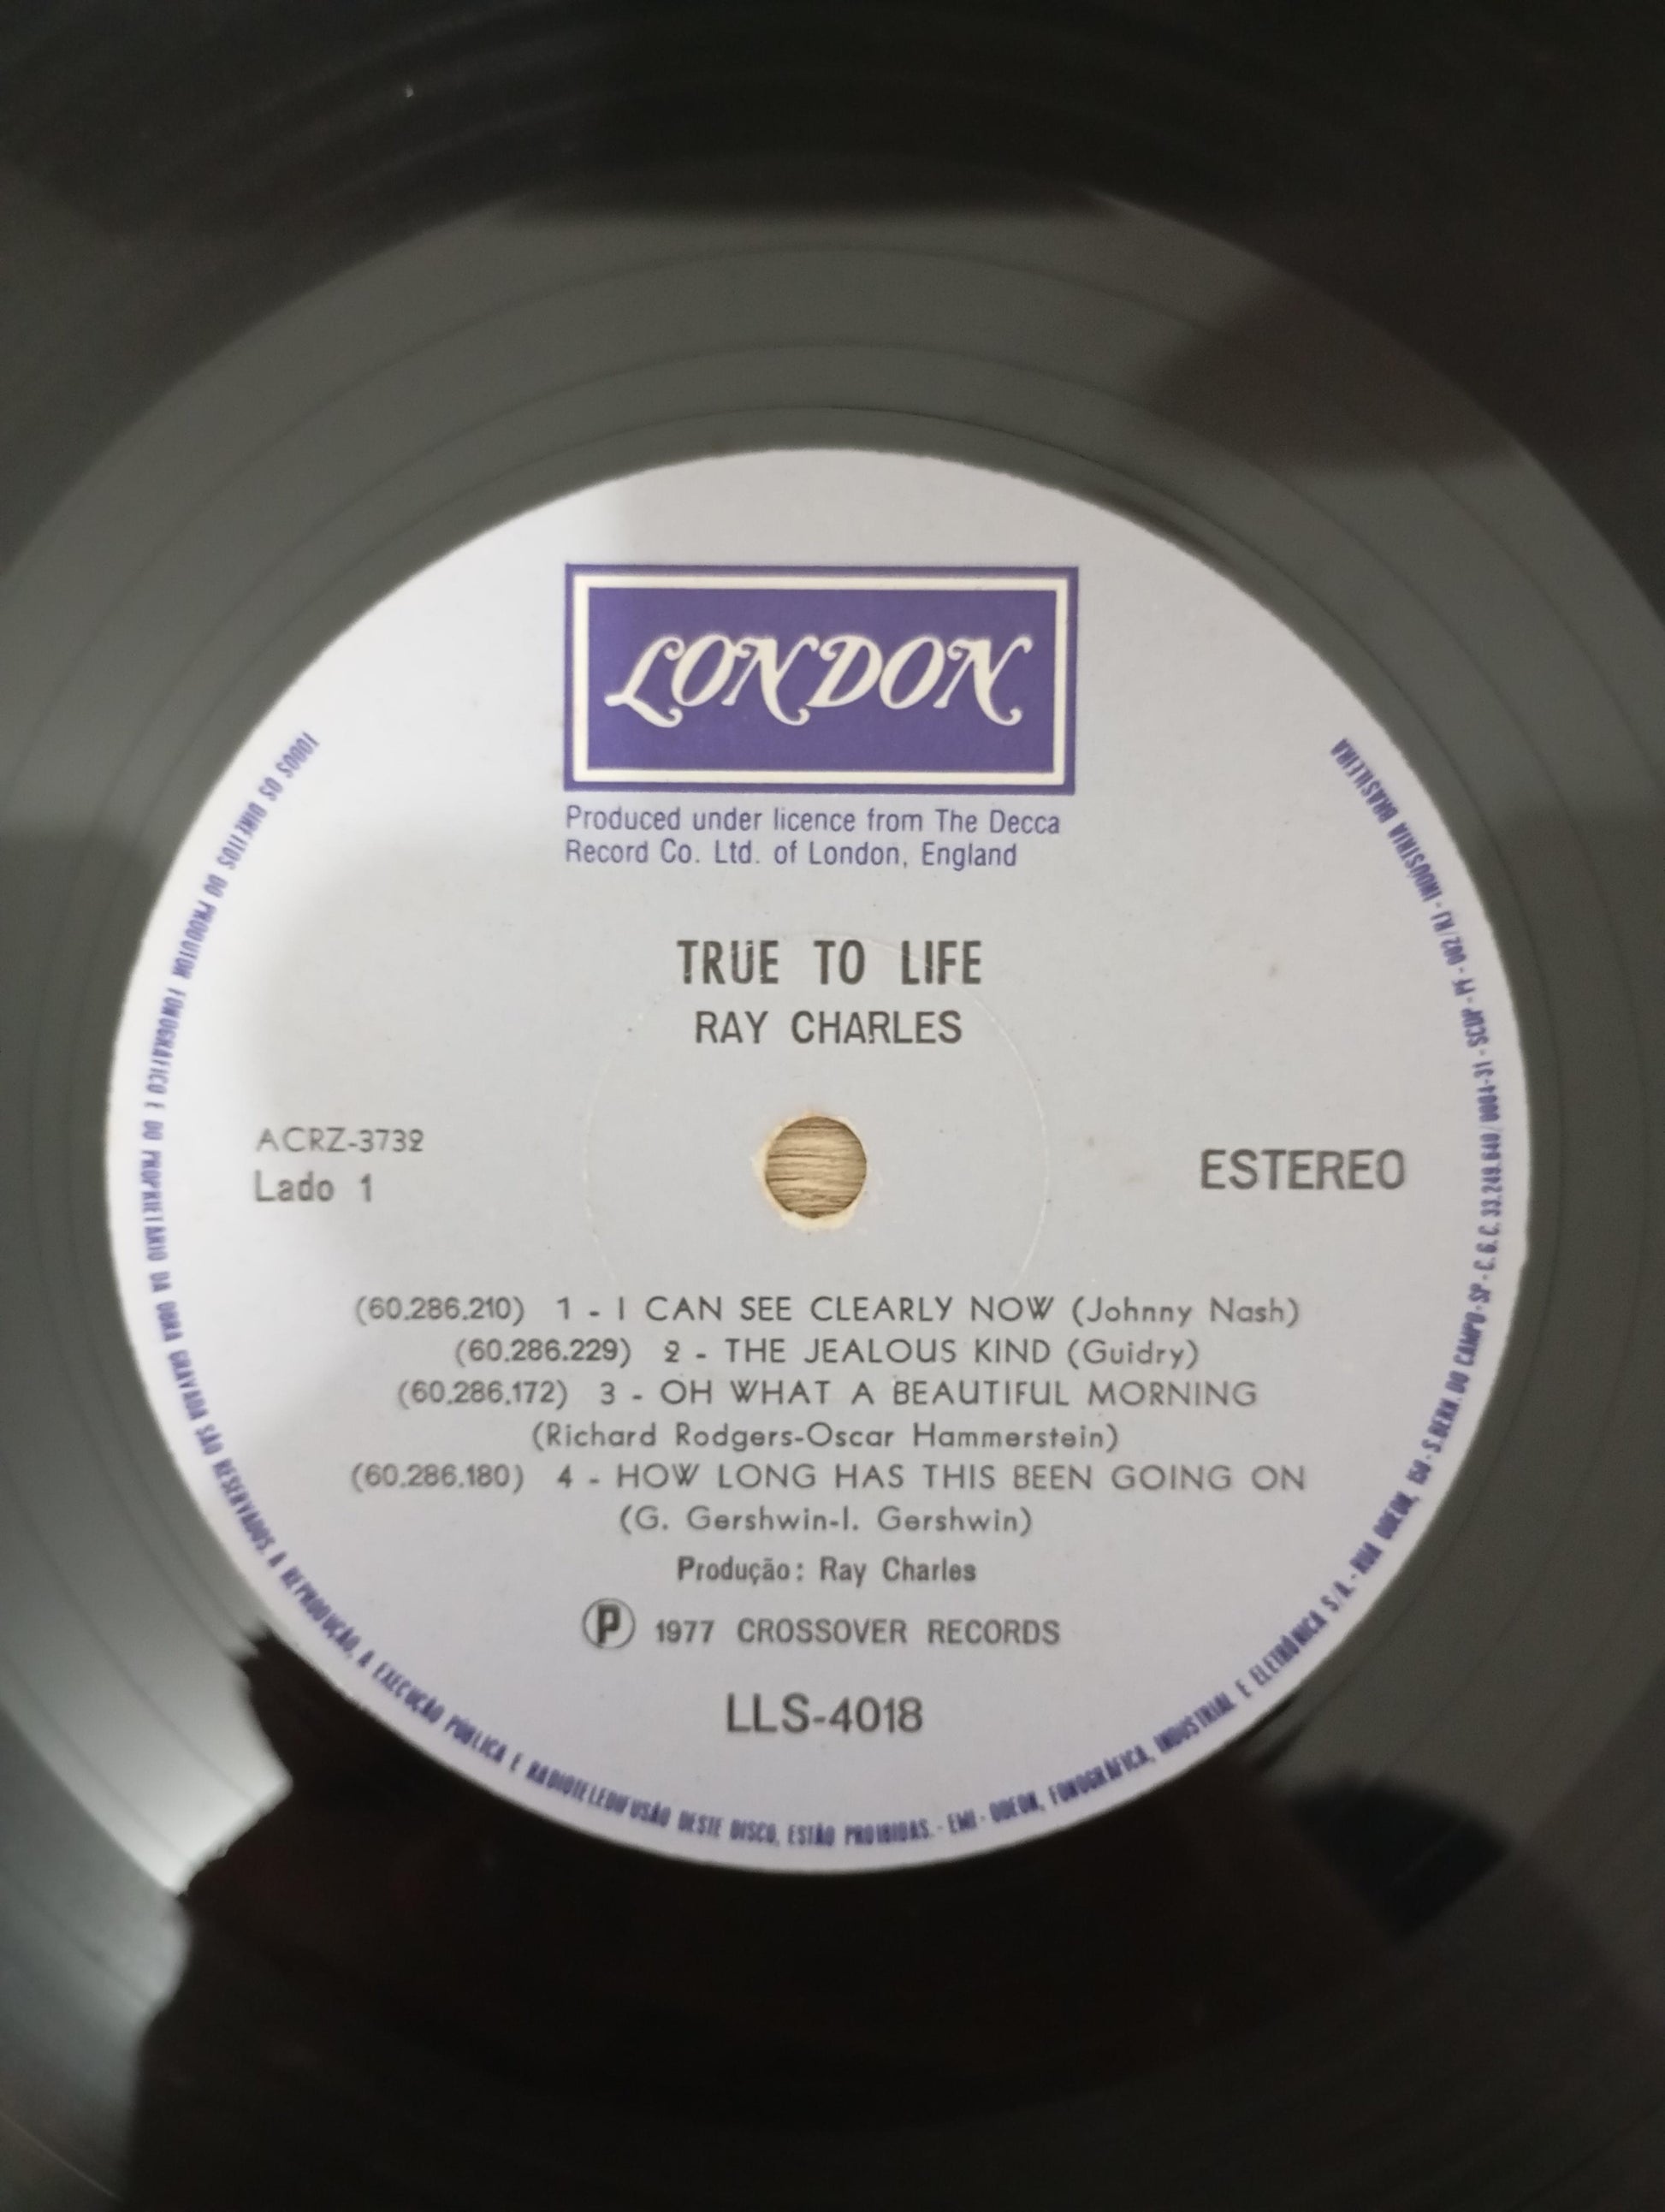 LONDON
Produced under licence from The Decca
Record Co. Ltd. of London, England
TRUE TO LIFE
RAY CHARLES
ACRZ-3732
Lado 1
ESTEREO
(60.286.210) 1 - I CAN SEE CLEARLY NOW (Johnny Nash)
(60.286.229) 2 - THE JEALOUS KIND (Guidry)
(60.286.172) 3 - OH WHAT A BEAUTIFUL MORNING
(Richard Rodgers-Oscar Hammerstein)
(60.286.180) 4 - HOW LONG HAS THIS BEEN GOING ON
(G. Gershwin-I. Gershwin)
Produção: Ray Charles
Ⓟ 1977 CROSSOVER RECORDS
LLS-4018
TODOS OS DIREITOS DO PRODUTOR FONOGRÁFICO E DO PROPRIETÁRIO DA OBRA GRAVADA SÃO RESERVADOS. A REPRODUÇÃO, A EXECUÇÃO PÚBLICA E RADIOTELEDIFUSÃO DESTE DISCO, ESTÃO PROIBIDAS. - EMI - ODEON, FONOGRÁFICA, INDUSTRIAL E ELETRÔNICA S/A. - RUA ODEON, 150 - S.BERN. DO CAMPO - SP - C.G.C. 33.249.640/0004-31 - SCDP - PF - 002/RJ - INDÚSTRIA BRASILEIRA